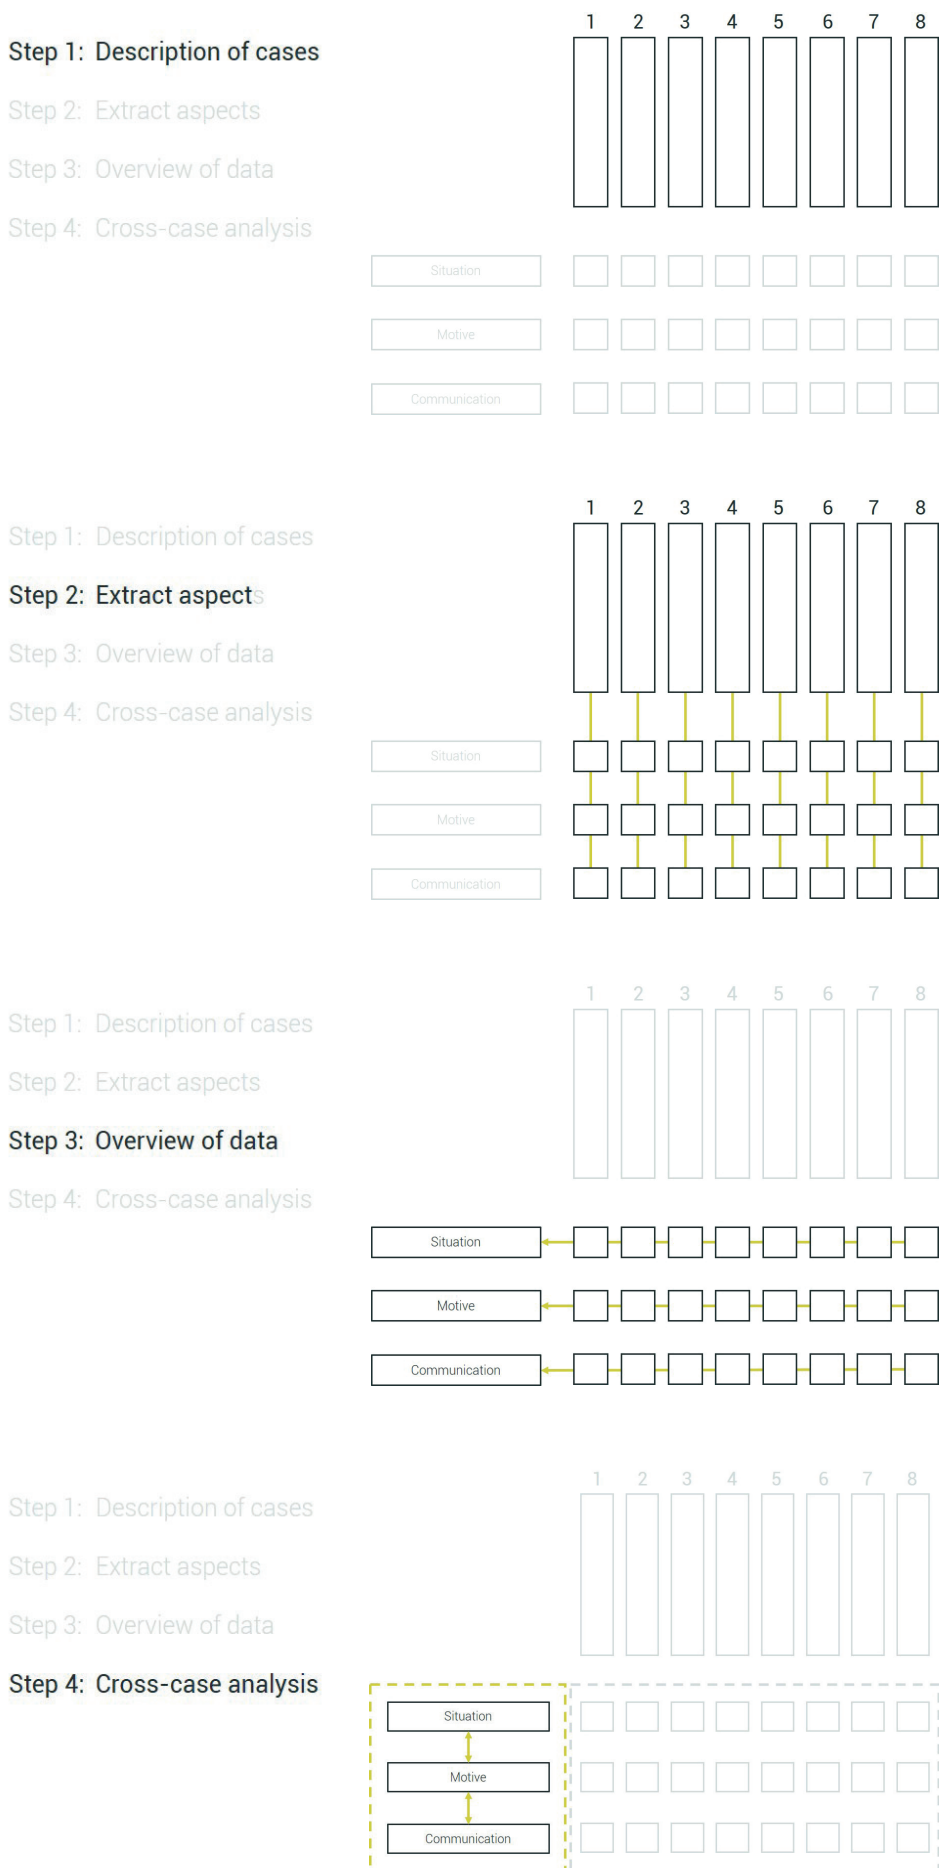 1 2 3 4 5 6 7 8
Step 1: Description of cases
Step 2: Extract aspects
Step 3: Overview of data
Step 4: Cross-case analysis
Situation
Motive
Communication
1 2 3 4 5 6 7 8
Step 1: Description of cases
Step 2: Extract aspects
Step 3: Overview of data
Step 4: Cross-case analysis
Situation
Motive
Communication
1 2 3 4 5 6 7 8
Step 1: Description of cases
Step 2: Extract aspects
Step 3: Overview of data
Step 4: Cross-case analysis
Situation
Motive
Communication
1 2 3 4 5 6 7 8
Step 1: Description of cases
Step 2: Extract aspects
Step 3: Overview of data
Step 4: Cross-case analysis
Situation
Motive
Communication